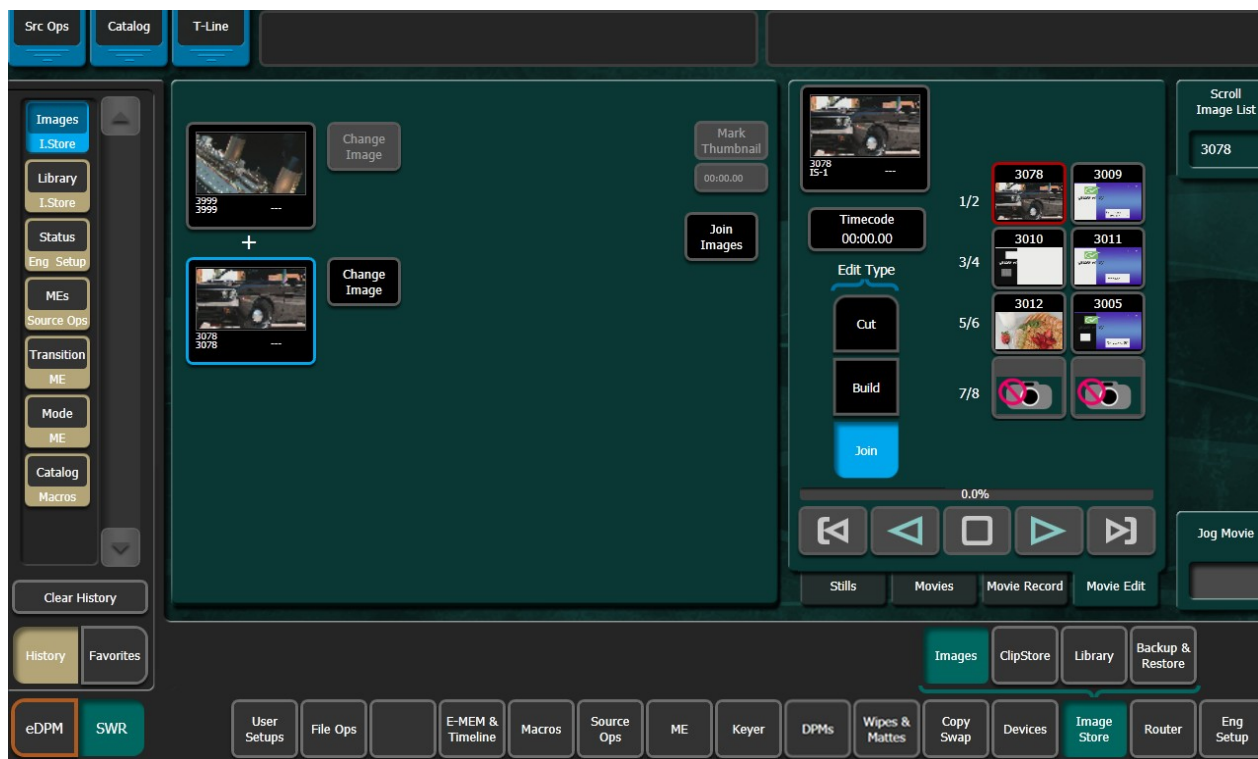 Src Ops
Catalog
T-Line
Images
I.Store
Library
I.Store
Status
Eng Setup
MEs
Source Ops
Transition
ME
Mode
ME
Catalog
Macros
Clear History
History
Favorites
eDPM
SWR
3999
3999
---
Change
Image
+
3078
3078
---
Change
Image
Mark
Thumbnail
00:00.00
Join
Images
3078
IS-1
---
Timecode
00:00.00
Edit Type
Cut
Build
Join
1/2
3078
3009
3/4
3010
3011
5/6
3012
3005
7/8
0.0%
Stills
Movies
Movie Record
Movie Edit
Scroll
Image List
3078
Jog Movie
Images
ClipStore
Library
Backup &
Restore
User
Setups
File Ops
E-MEM &
Timeline
Macros
Source
Ops
ME
Keyer
DPMs
Wipes &
Mattes
Copy
Swap
Devices
Image
Store
Router
Eng
Setup